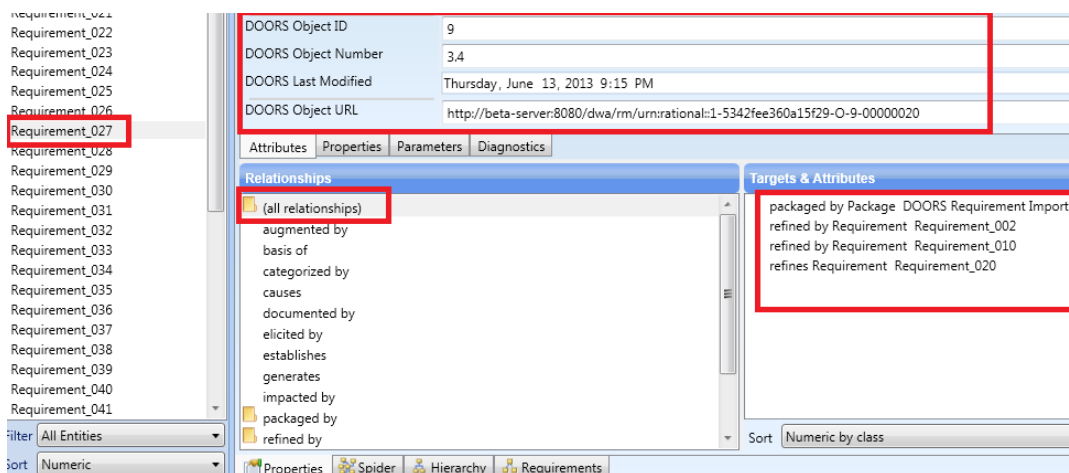 Requirement_021
Requirement_022
Requirement_023
Requirement_024
Requirement_025
Requirement_026
Requirement_027
Requirement_028
Requirement_029
Requirement_030
Requirement_031
Requirement_032
Requirement_033
Requirement_034
Requirement_035
Requirement_036
Requirement_037
Requirement_038
Requirement_039
Requirement_040
Requirement_041
Filter All Entities
Sort Numeric
DOORS Object ID 9
DOORS Object Number 3.4
DOORS Last Modified Thursday, June 13, 2013 9:15 PM
DOORS Object URL http://beta-server:8080/dwa/rm/urn:rational::1-5342fee360a15f29-O-9-00000020
Attributes Properties Parameters Diagnostics
Relationships
(all relationships)
augmented by
basis of
categorized by
causes
documented by
elicited by
establishes
generates
impacted by
packaged by
refined by
Targets & Attributes
packaged by Package DOORS Requirement Import
refined by Requirement Requirement_002
refined by Requirement Requirement_010
refines Requirement Requirement_020
Sort Numeric by class
Properties Spider Hierarchy Requirements